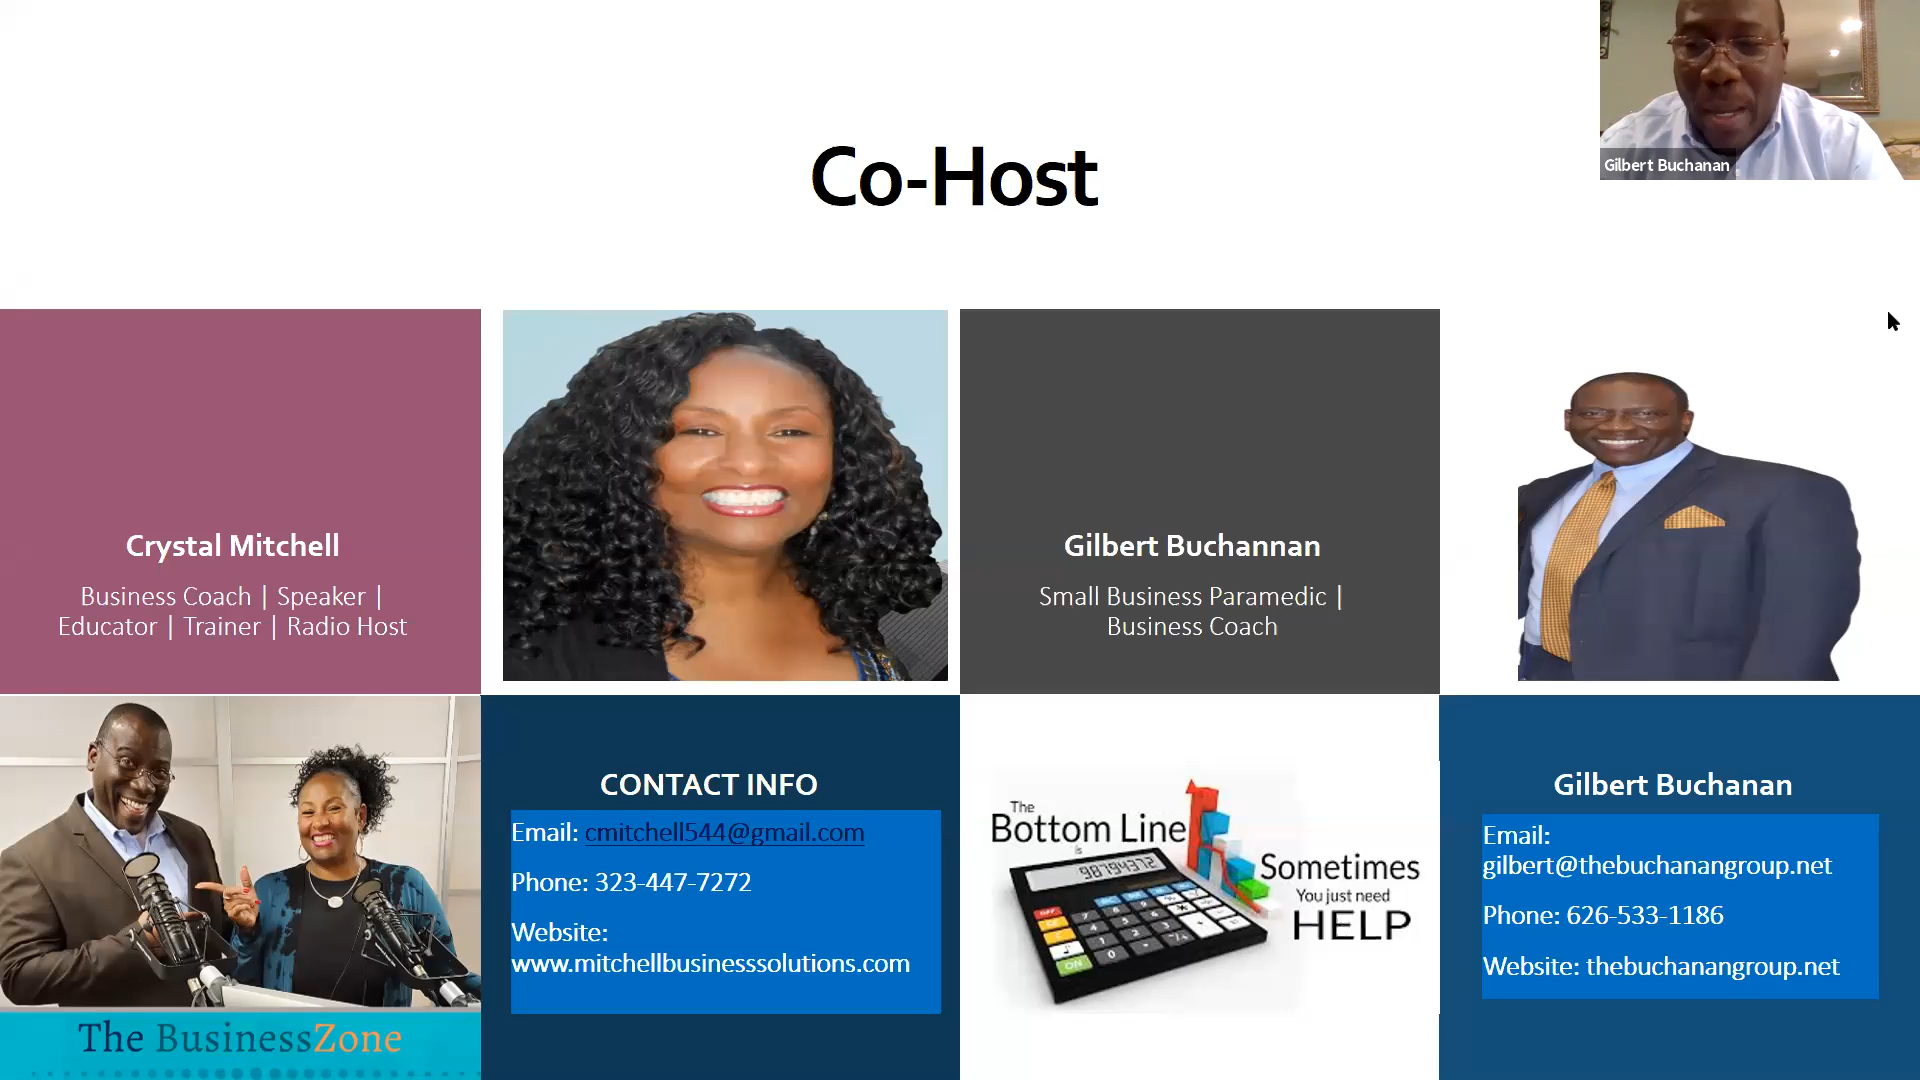 Co-Host
Gilbert Buchanan
Crystal Mitchell
Business Coach | Speaker |
Educator | Trainer | Radio Host
Gilbert Buchannan
Small Business Paramedic |
Business Coach
The BusinessZone
CONTACT INFO
Email: cmitchell544@gmail.com
Phone: 323-447-7272
Website:
www.mitchellbusinesssolutions.com
The
Bottom Line
is
Sometimes
You just need
HELP
Gilbert Buchanan
Email:
gilbert@thebuchanangroup.net
Phone: 626-533-1186
Website: thebuchanangroup.net